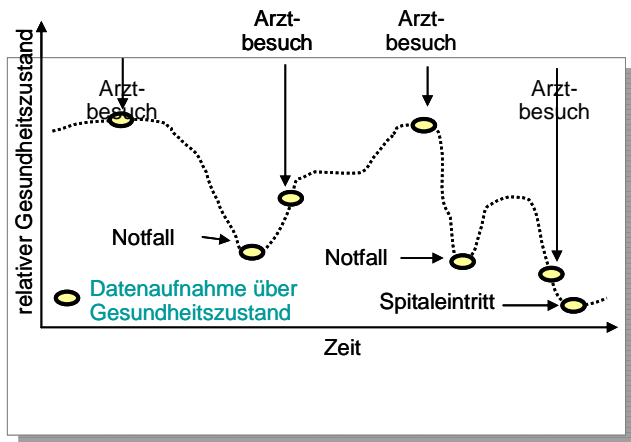 Arzt-
besuch
Arzt-
besuch
Arzt-
besuch
Arzt-
besuch
relativer Gesundheitszustand
Notfall
Notfall
Datenaufnahme über
Gesundheitszustand
Spitaleintritt
Zeit